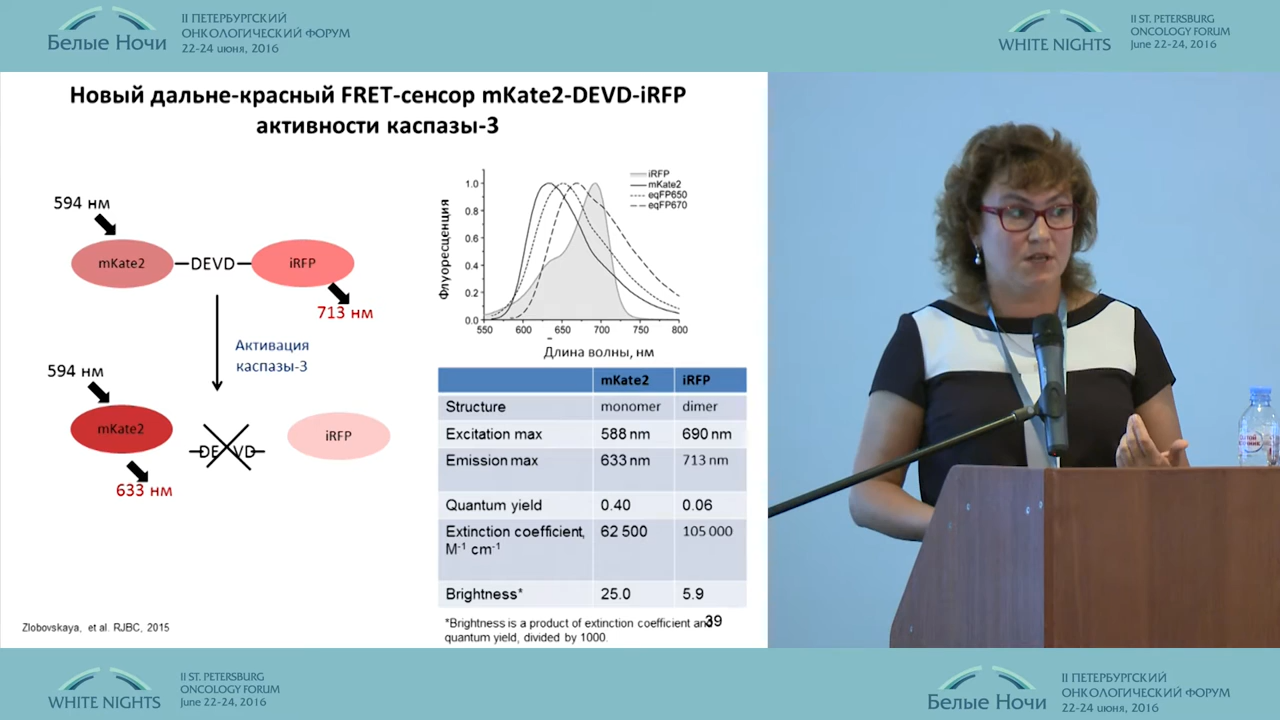 Белые Ночи
II ПЕТЕРБУРГСКИЙ
ОНКОЛОГИЧЕСКИЙ ФОРУМ
22-24 июня, 2016
WHITE NIGHTS
II ST. PETERSBURG
ONCOLOGY FORUM
June 22-24, 2016
Новый дальне-красный FRET-сенсор mKate2-DEVD-iRFP
активности каспазы-3
594 нм
mKate2
DEVD
iRFP
713 нм
Активация
каспазы-3
594 нм
mKate2
DEVD
iRFP
633 нм
Флуоресценция
1.0
0.8
0.6
0.4
0.2
0.0
550
600
650
700
750
800
iRFP
mKate2
eqFP650
eqFP670
Длина волны, нм
mKate2 iRFP
Structure monomer dimer
Excitation max 588 nm 690 nm
Emission max 633 nm 713 nm
Quantum yield 0.40 0.06
Extinction coefficient, 62 500 105 000
M-1 cm-1
Brightness* 25.0 5.9
*Brightness is a product of extinction coefficient and
quantum yield, divided by 1000.
39
Zlobovskaya, et al. RJBC, 2015
WHITE NIGHTS
II ST. PETERSBURG
ONCOLOGY FORUM
June 22-24, 2016
Белые Ночи
II ПЕТЕРБУРГСКИЙ
ОНКОЛОГИЧЕСКИЙ ФОРУМ
22-24 июня, 2016